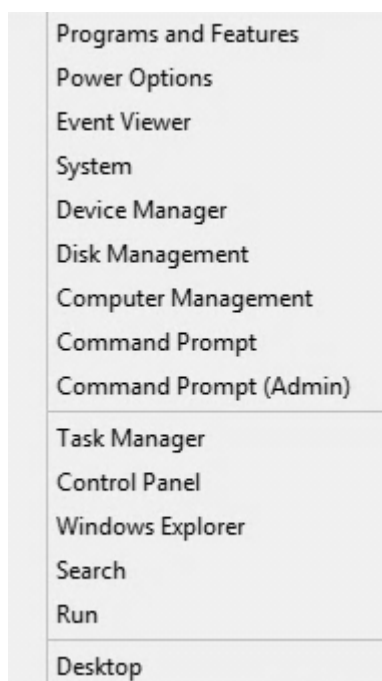 Programs and Features
Power Options
Event Viewer
System
Device Manager
Disk Management
Computer Management
Command Prompt
Command Prompt (Admin)
Task Manager
Control Panel
Windows Explorer
Search
Run
Desktop